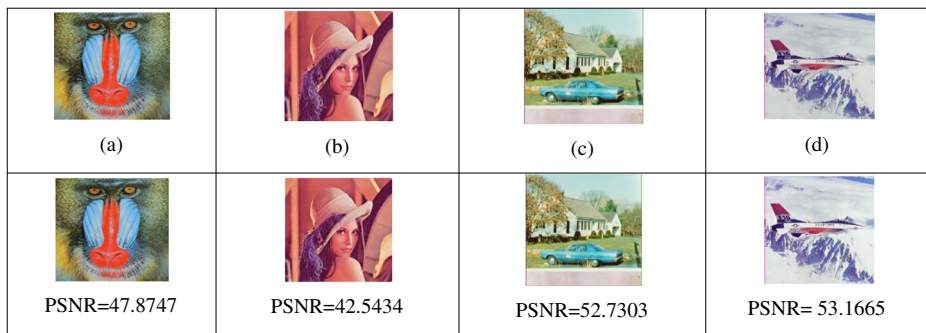 (a)
(b)
(c)
(d)
PSNR=47.8747
PSNR=42.5434
PSNR=52.7303
PSNR= 53.1665